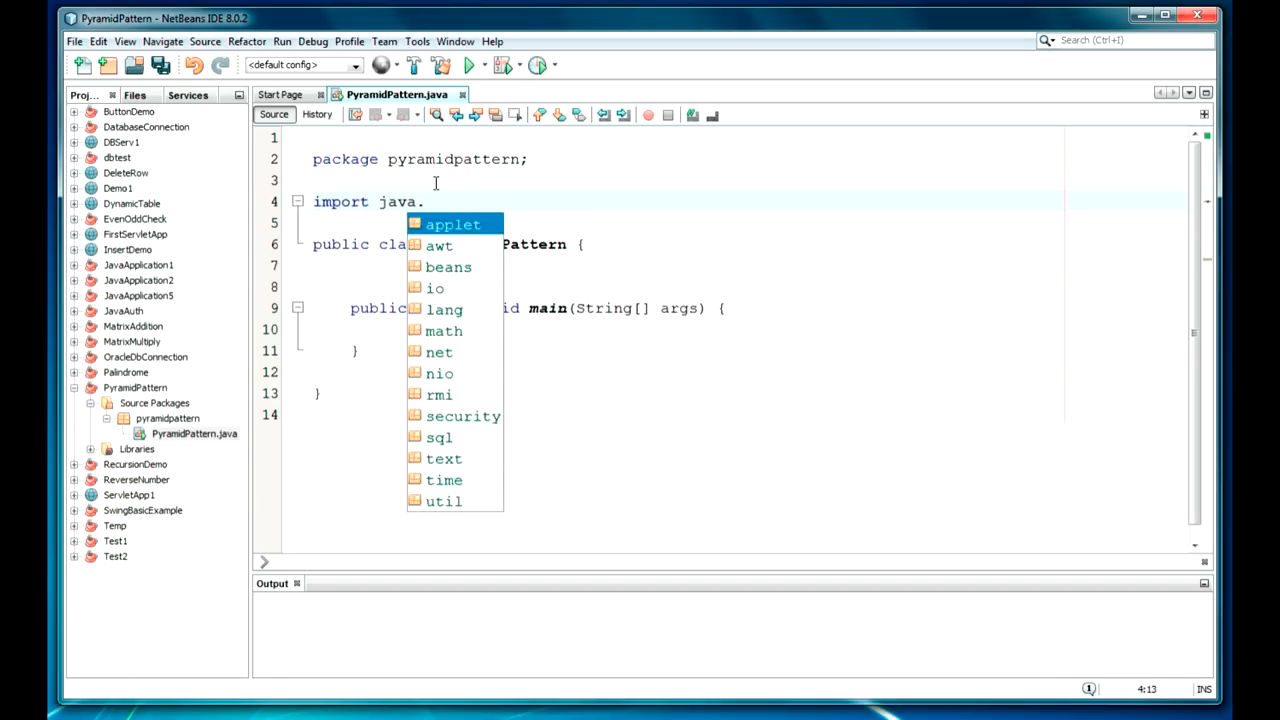 PyramidPattern - NetBeans IDE 8.0.2
File Edit View Navigate Source Refactor Run Debug Profile Team Tools Window Help
Search (Ctrl+I)
<default config>
Proj... Files Services
Start Page PyramidPattern.java
Source History
ButtonDemo
DatabaseConnection
DBServ1
dbtest
DeleteRow
Demo1
DynamicTable
EvenOddCheck
FirstServletApp
InsertDemo
JavaApplication1
JavaApplication2
JavaApplication5
JavaAuth
MatrixAddition
MatrixMultiply
OracleDbConnection
Palindrome
PyramidPattern
Source Packages
pyramidpattern
PyramidPattern.java
Libraries
RecursionDemo
ReverseNumber
ServletApp1
SwingBasicExample
Temp
Test1
Test2
1
2 package pyramidpattern;
3
4 import java.
5
6 public cla Pattern {
7
8
9 public id main(String[] args) {
10
11 }
12
13 }
14
applet
awt
beans
io
lang
math
net
nio
rmi
security
sql
text
time
util
Output
1 4:13 INS